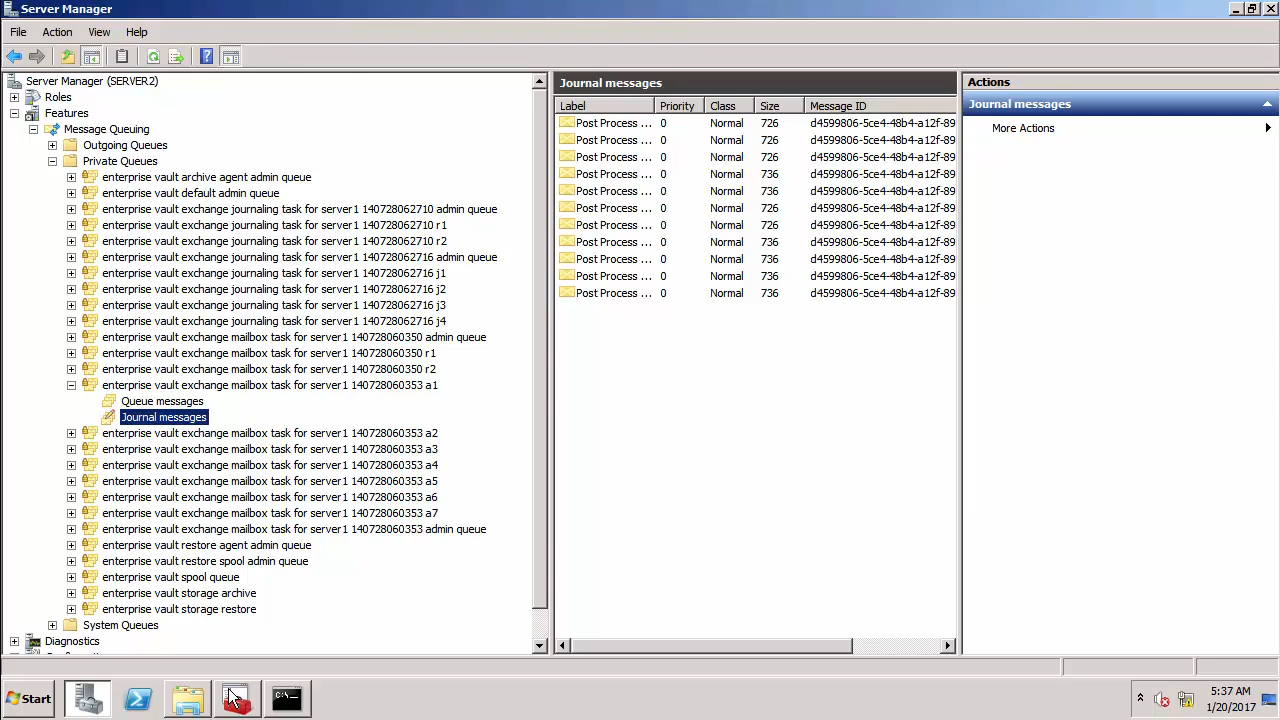 Server Manager
File Action View Help
Server Manager (SERVER2)
Roles
Features
Message Queuing
Outgoing Queues
Private Queues
enterprise vault archive agent admin queue
enterprise vault default admin queue
enterprise vault exchange journaling task for server1 140728062710 admin queue
enterprise vault exchange journaling task for server1 140728062710 r1
enterprise vault exchange journaling task for server1 140728062710 r2
enterprise vault exchange journaling task for server1 140728062716 admin queue
enterprise vault exchange journaling task for server1 140728062716 j1
enterprise vault exchange journaling task for server1 140728062716 j2
enterprise vault exchange journaling task for server1 140728062716 j3
enterprise vault exchange journaling task for server1 140728062716 j4
enterprise vault exchange mailbox task for server1 140728060350 admin queue
enterprise vault exchange mailbox task for server1 140728060350 r1
enterprise vault exchange mailbox task for server1 140728060350 r2
enterprise vault exchange mailbox task for server1 140728060353 a1
Queue messages
Journal messages
enterprise vault exchange mailbox task for server1 140728060353 a2
enterprise vault exchange mailbox task for server1 140728060353 a3
enterprise vault exchange mailbox task for server1 140728060353 a4
enterprise vault exchange mailbox task for server1 140728060353 a5
enterprise vault exchange mailbox task for server1 140728060353 a6
enterprise vault exchange mailbox task for server1 140728060353 a7
enterprise vault exchange mailbox task for server1 140728060353 admin queue
enterprise vault restore agent admin queue
enterprise vault restore spool admin queue
enterprise vault spool queue
enterprise vault storage archive
enterprise vault storage restore
System Queues
Diagnostics
Journal messages
Label Priority Class Size Message ID
Post Process ... 0 Normal 726 d4599806-5ce4-48b4-a12f-89
Post Process ... 0 Normal 726 d4599806-5ce4-48b4-a12f-89
Post Process ... 0 Normal 726 d4599806-5ce4-48b4-a12f-89
Post Process ... 0 Normal 736 d4599806-5ce4-48b4-a12f-89
Post Process ... 0 Normal 736 d4599806-5ce4-48b4-a12f-89
Post Process ... 0 Normal 726 d4599806-5ce4-48b4-a12f-89
Post Process ... 0 Normal 726 d4599806-5ce4-48b4-a12f-89
Post Process ... 0 Normal 736 d4599806-5ce4-48b4-a12f-89
Post Process ... 0 Normal 736 d4599806-5ce4-48b4-a12f-89
Post Process ... 0 Normal 736 d4599806-5ce4-48b4-a12f-89
Post Process ... 0 Normal 736 d4599806-5ce4-48b4-a12f-89
Actions
Journal messages
More Actions
Start
C:\
5:37 AM
1/20/2017